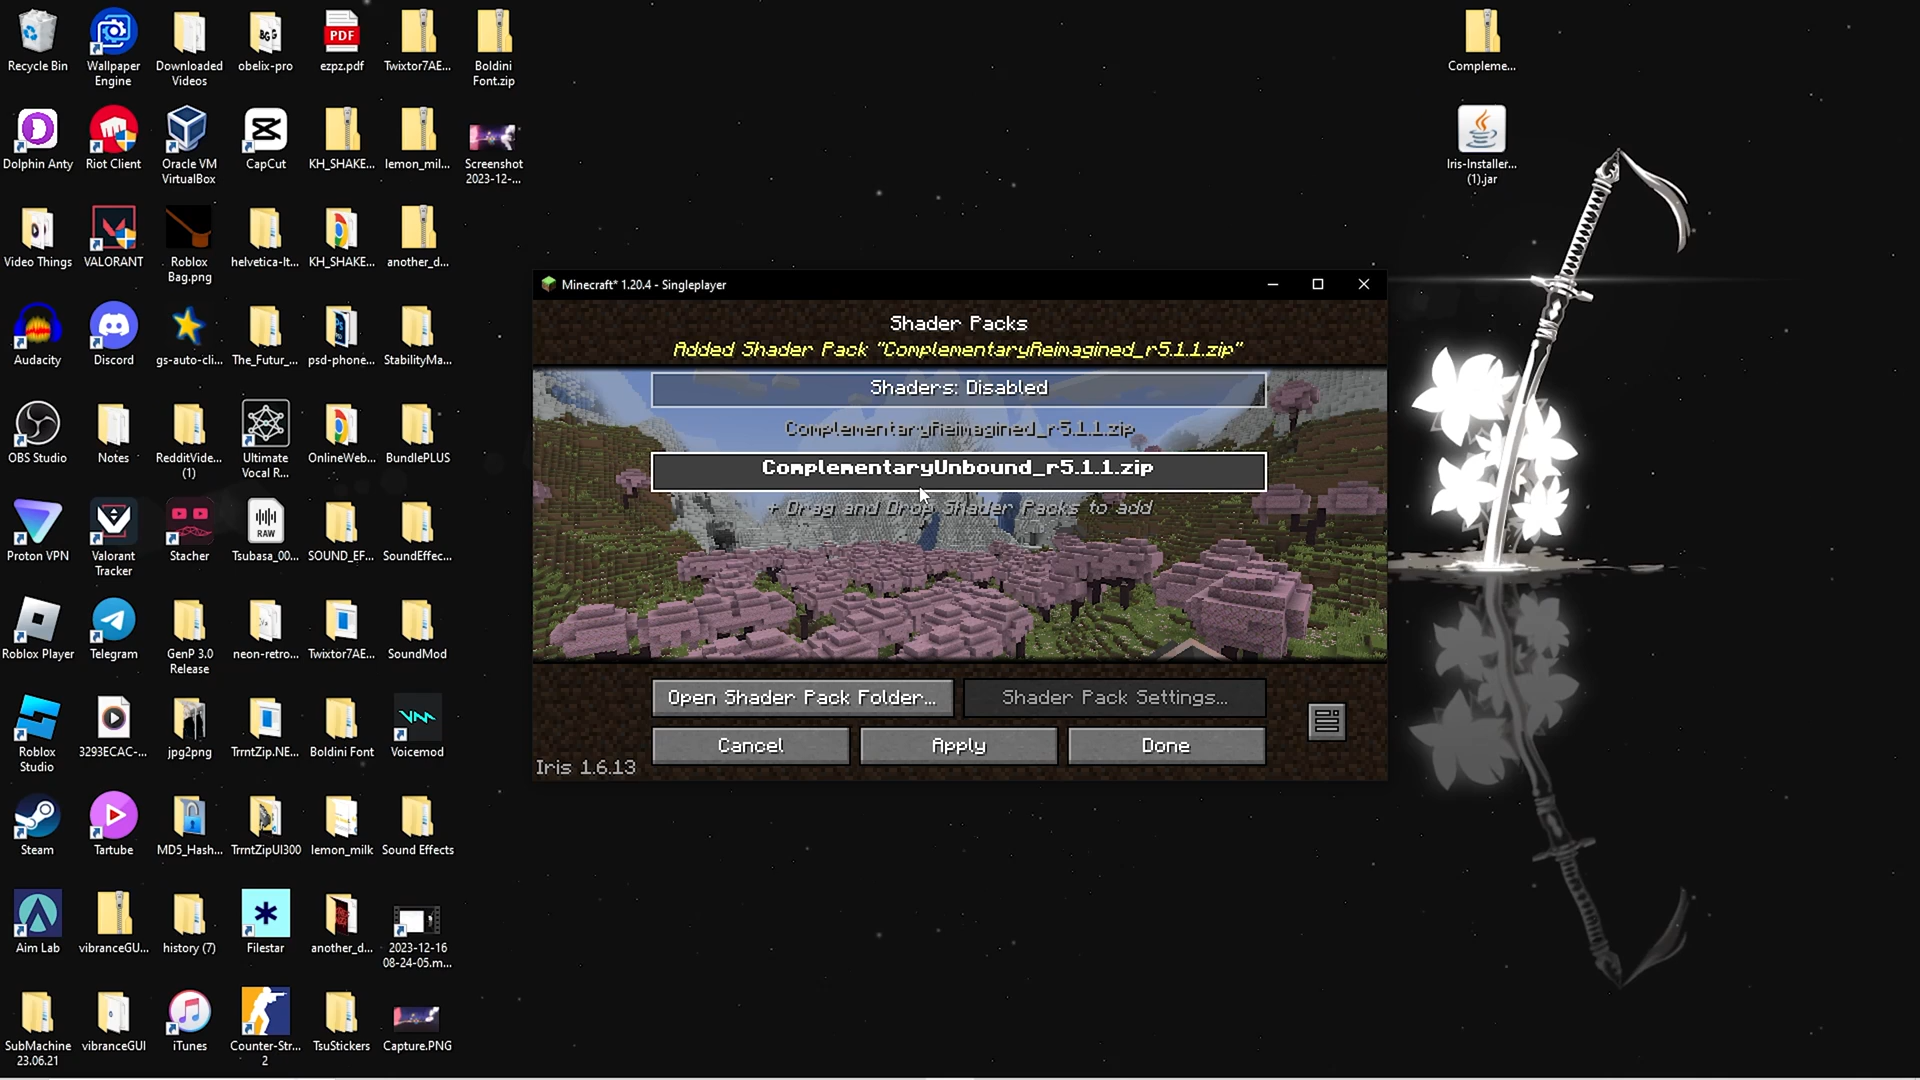 Recycle Bin
Wallpaper
Engine
Downloaded
Videos
obelix-pro
ezpz.pdf
Twixtor7AE...
Boldini
Font.zip
Compleme...
Dolphin Anty
Riot Client
Oracle VM
VirtualBox
CapCut
KH_SHAKE...
lemon_mil...
Screenshot
2023-12-...
Iris-Installer...
(1).jar
Video Things
VALORANT
Roblox
Bag.png
helvetica-lt...
KH_SHAKE...
another_d...
Minecraft* 1.20.4 - Singleplayer
Shader Packs
Added Shader Pack "ComplementaryReimagined_r5.1.1.zip"
Shaders: Disabled
ComplementaryReimagined_r5.1.1.zip
ComplementaryUnbound_r5.1.1.zip
+ Drag and Drop Shader Packs to add
Open Shader Pack Folder...
Shader Pack Settings...
Cancel
Apply
Done
Iris 1.6.13
Audacity
Discord
gs-auto-cli...
The_Futur_...
psd-phone...
StabilityMa...
OBS Studio
Notes
RedditVide...
(1)
Ultimate
Vocal R...
OnlineWeb...
BundlePLUS
Proton VPN
Valorant
Tracker
Stacher
RAW
Tsubasa_00...
SOUND_EF...
SoundEffec...
Roblox Player
Telegram
GenP 3.0
Release
neon-retro...
Twixtor7AE...
SoundMod
Roblox
Studio
3293ECAC-...
jpg2png
TrrntZip.NE...
Boldini Font
Voicemod
Steam
Tartube
MD5_Hash...
TrrntZipUI300
lemon_milk
Sound Effects
Aim Lab
vibranceGU...
history (7)
Filestar
another_d...
2023-12-16
08-24-05.m...
SubMachine
23.06.21
vibranceGUI
iTunes
Counter-Str...
2
TsuStickers
Capture.PNG
PDF